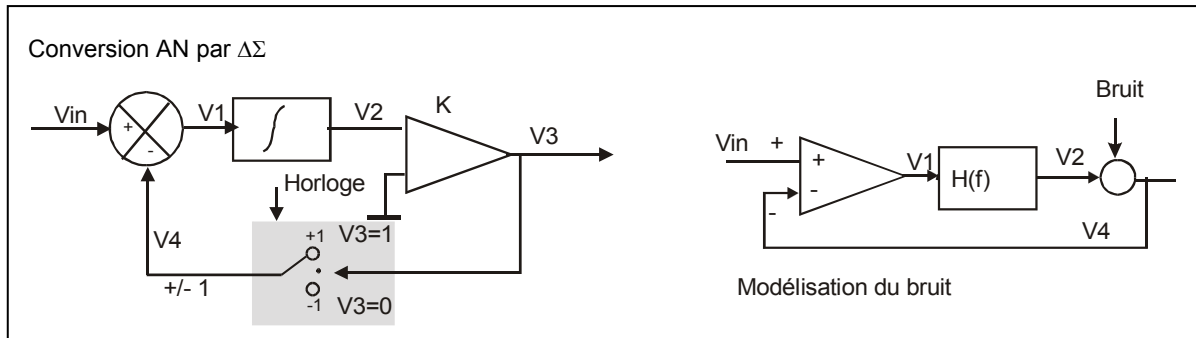 Conversion AN par ΔΣ
Vin
+
-
V1
∫
V2
K
V3
Horloge
V4
+/- 1
+1
-1
V3=1
V3=0
Bruit
Vin
+
+
-
-
V1
H(f)
V2
V4
Modélisation du bruit